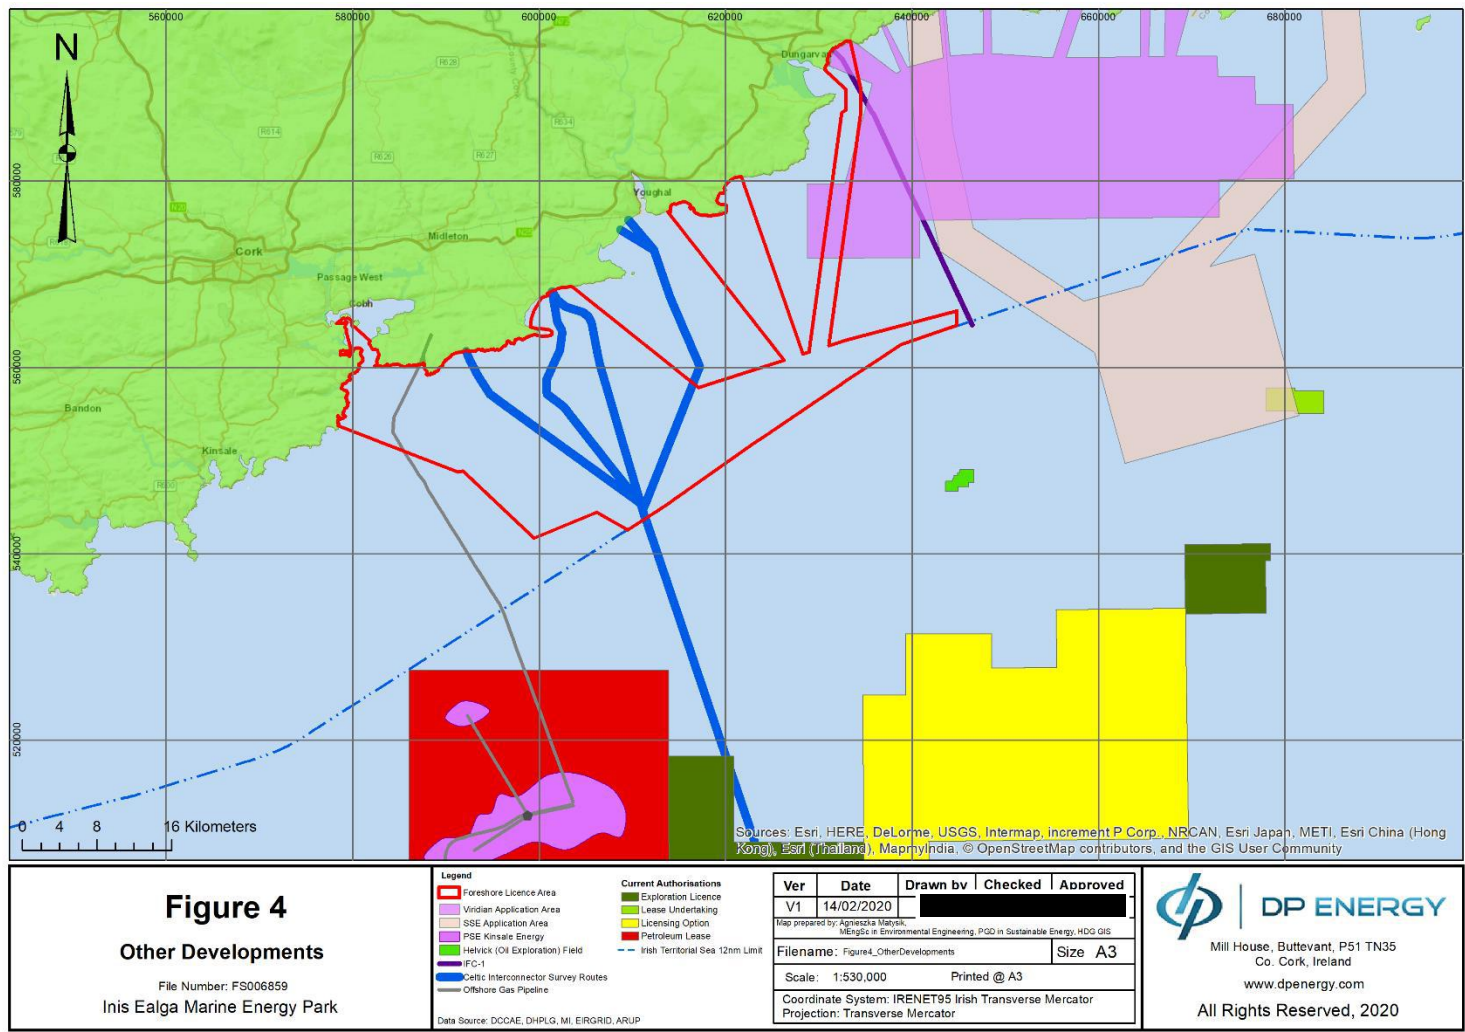 560000 580000 600000 620000 640000 660000 680000
N
Dungarvan
R628
R634
R614
R626
R627
580000
Youghal
N25
Midleton
Cork
Passage West
Cobh
560000
Bandon
Kinsale
R600
540000
520000
0 4 8 16 Kilometers
Sources: Esri, HERE, DeLorme, USGS, Intermap, increment P Corp., NRCAN, Esri Japan, METI, Esri China (Hong
Kong), Esri (Thailand), MapmyIndia, © OpenStreetMap contributors, and the GIS User Community
Figure 4
Other Developments
File Number: FS006859
Inis Ealga Marine Energy Park
Legend
Foreshore Licence Area
Viridian Application Area
SSE Application Area
PSE Kinsale Energy
Helvick (Oil Exploration) Field
IFC-1
Celtic Interconnector Survey Routes
Offshore Gas Pipeline
Data Source: DCCAE, DHPLG, MI, EIRGRID, ARUP
Current Authorisations
Exploration Licence
Lease Undertaking
Licensing Option
Petroleum Lease
Irish Territorial Sea 12nm Limit
Ver Date Drawn by Checked Approved
V1 14/02/2020
Map prepared by: Agnieszka Matysik,
MEngSc in Environmental Engineering, PGD in Sustainable Energy, HDG GIS
Filename: Figure4_OtherDevelopments Size A3
Scale: 1:530,000 Printed @ A3
Coordinate System: IRENET95 Irish Transverse Mercator
Projection: Transverse Mercator
DP ENERGY
Mill House, Buttevant, P51 TN35
Co. Cork, Ireland
www.dpenergy.com
All Rights Reserved, 2020